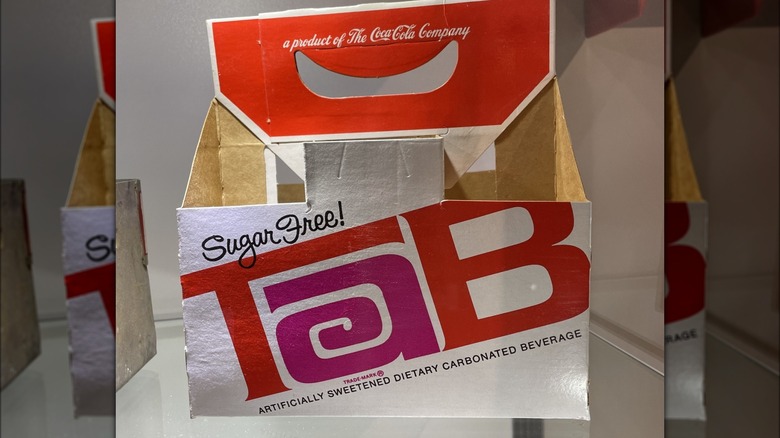 a product of The Coca-Cola Company
Sugar Free!
TaB
TRADE-MARK®
ARTIFICIALLY SWEETENED DIETARY CARBONATED BEVERAGE